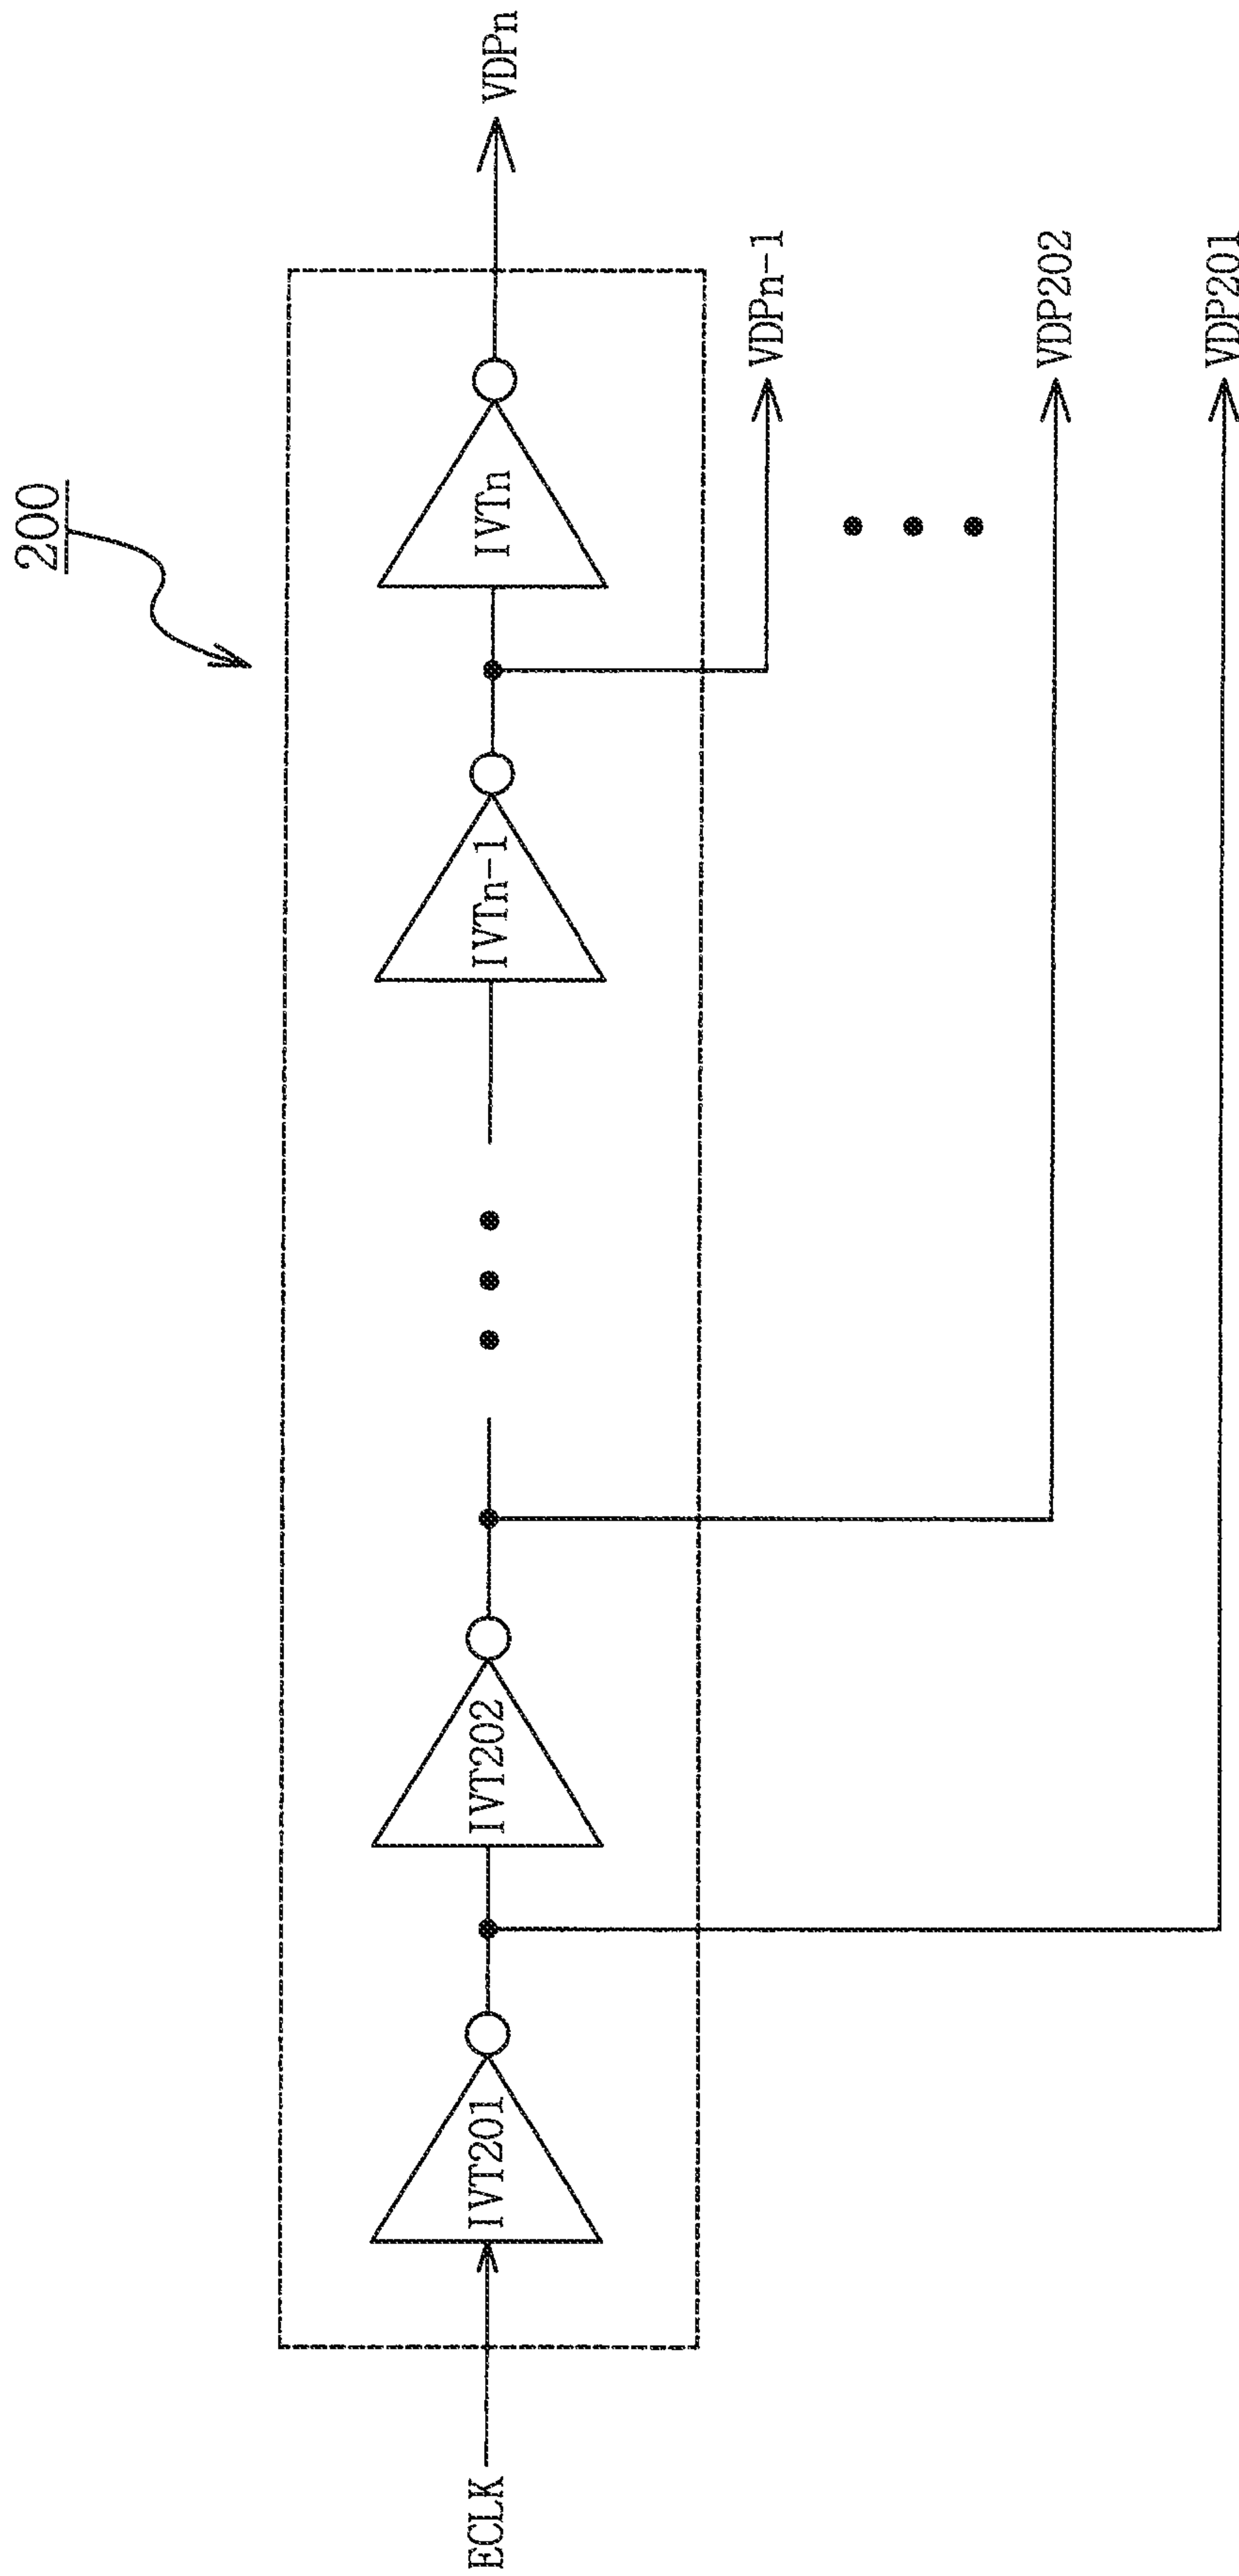 200
ECLK
IVT201
IVT202
IVTn-1
IVTn
VDPn
VDPn-1
VDP202
VDP201